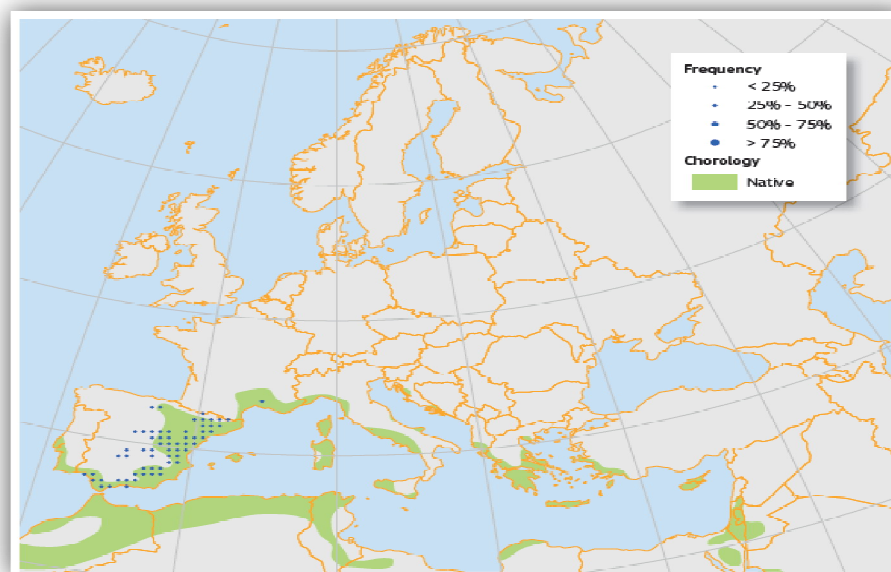 Frequency
< 25%
25% - 50%
50% - 75%
> 75%
Chorology
Native